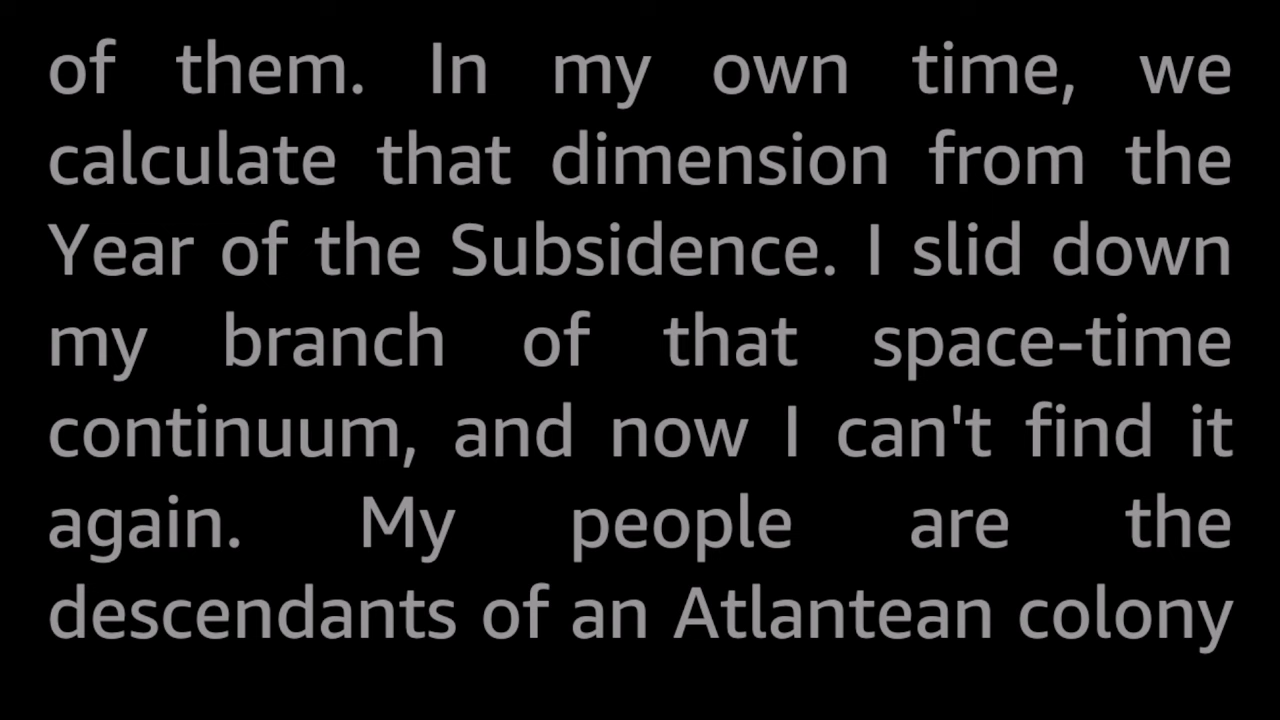 of them. In my own time, we
calculate that dimension from the
Year of the Subsidence. I slid down
my branch of that space-time
continuum, and now I can't find it
again. My people are the
descendants of an Atlantean colony